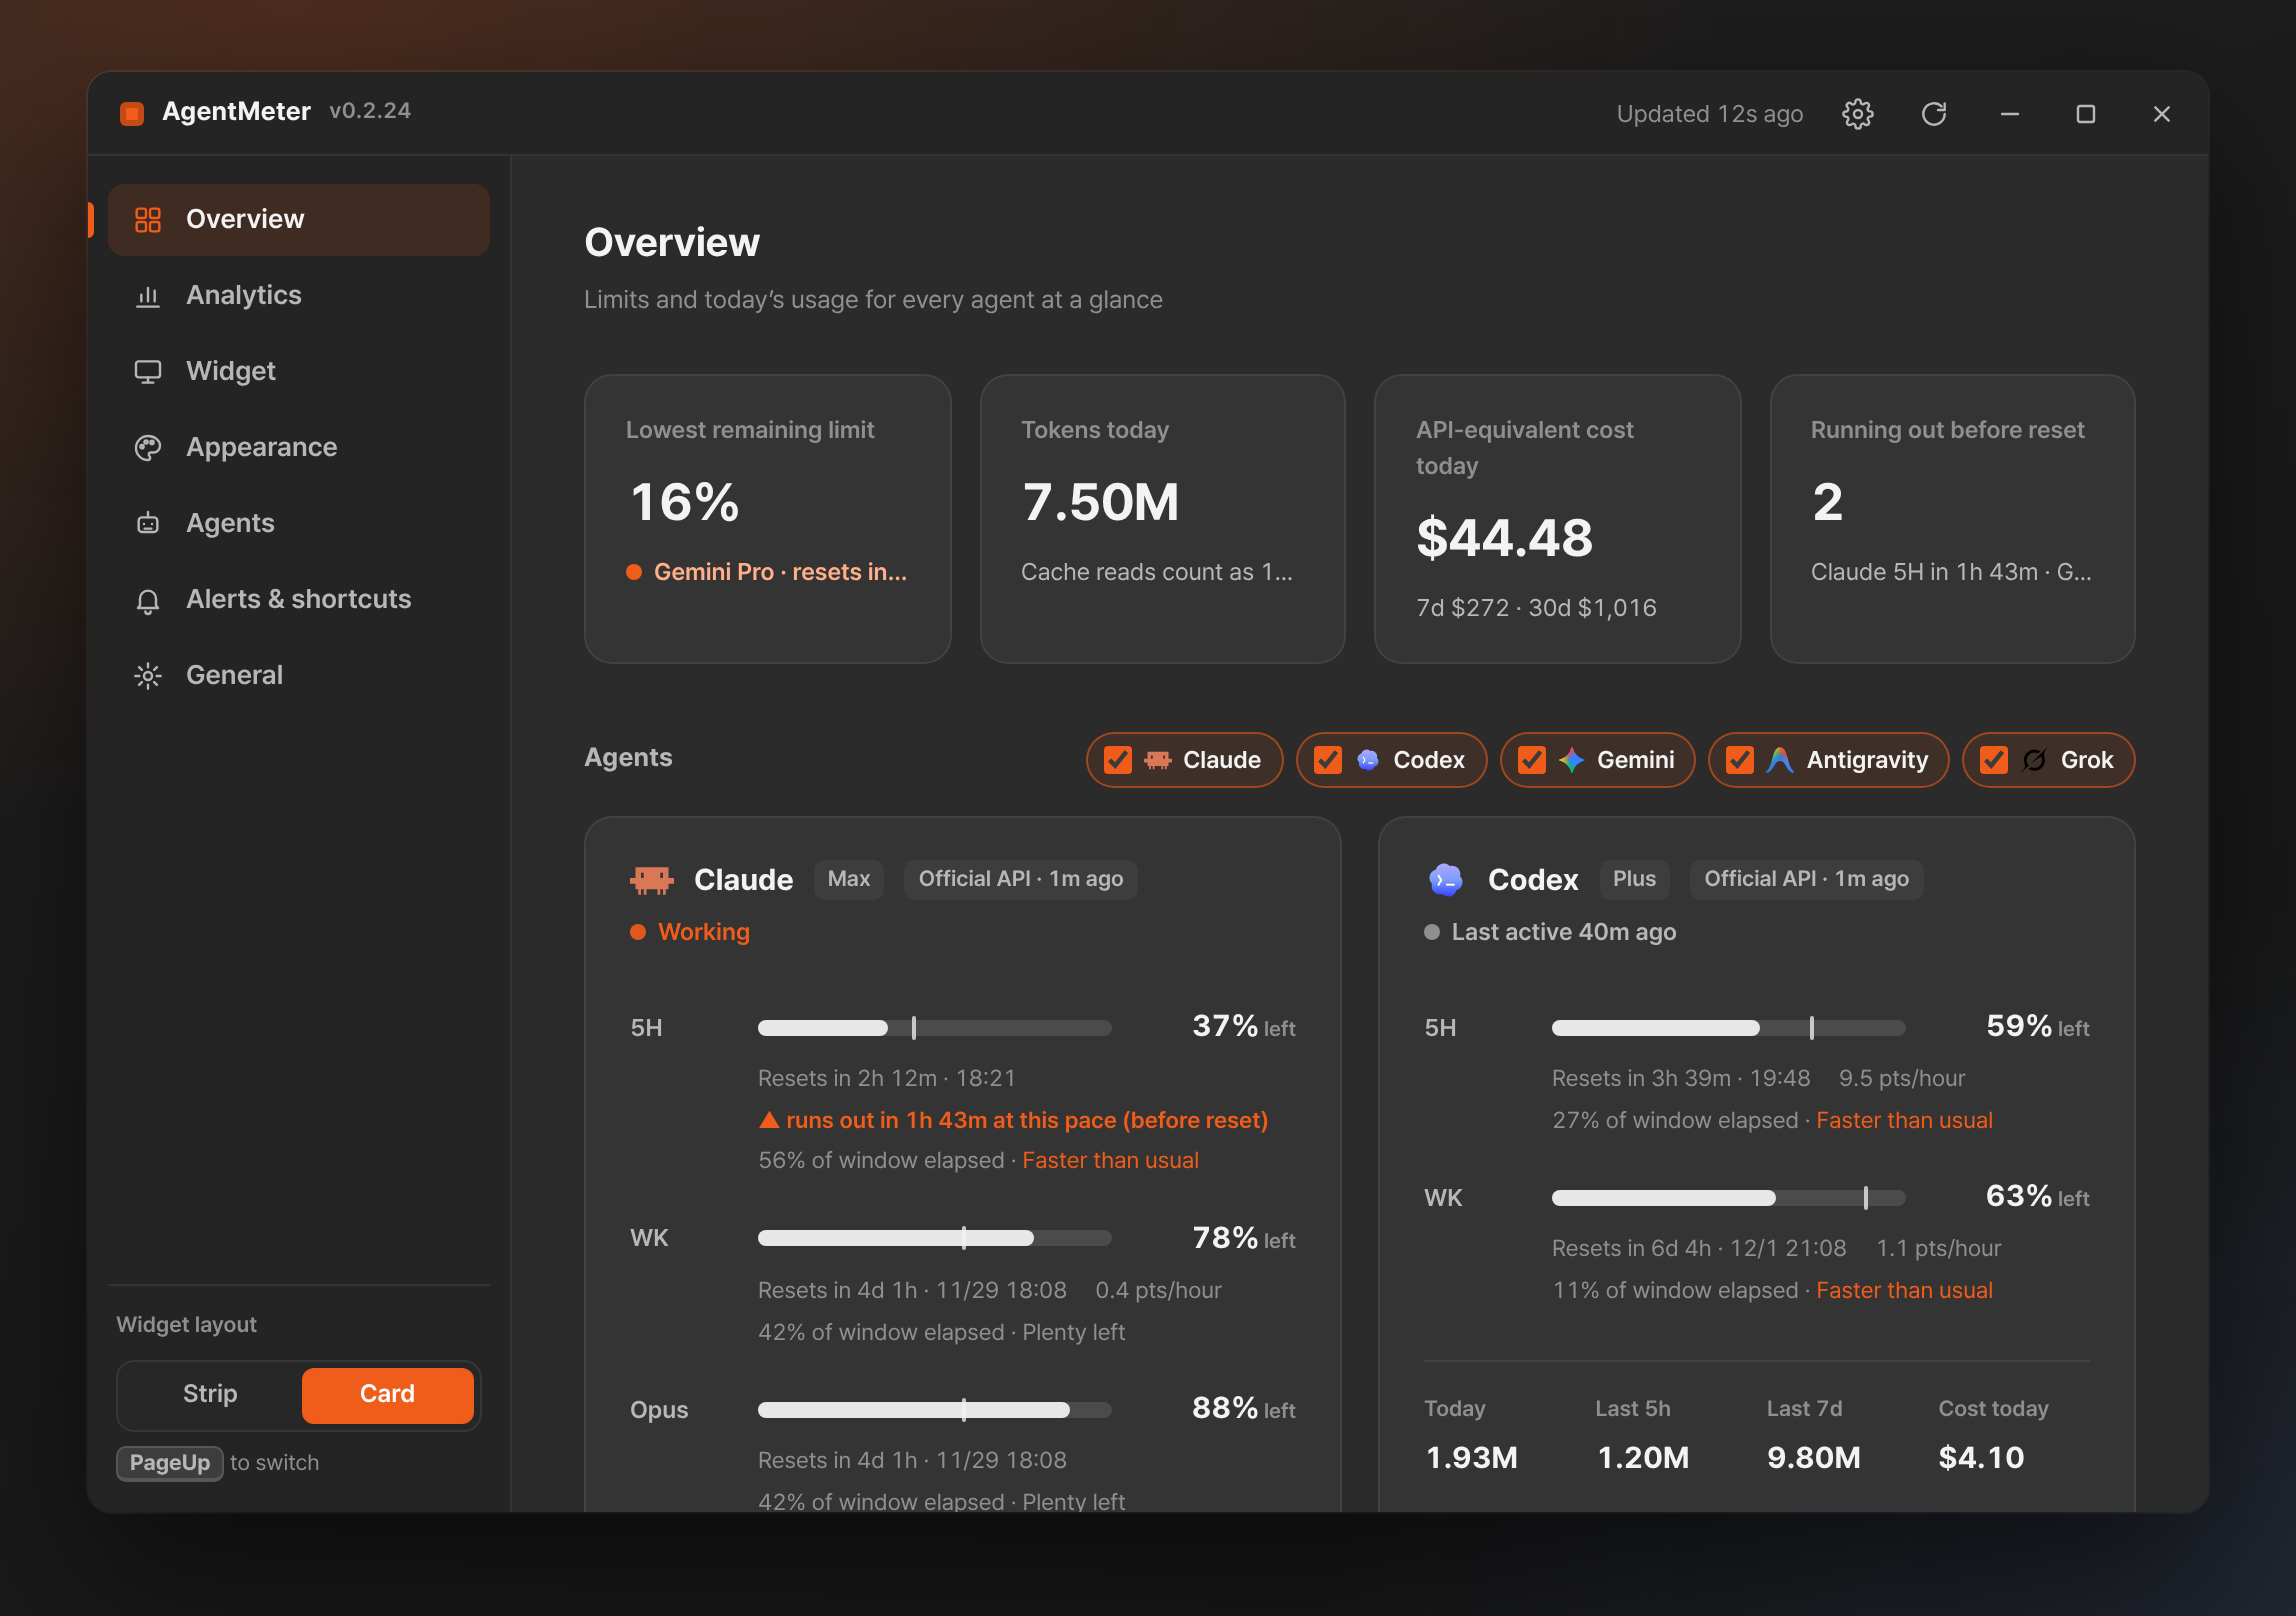 AgentMeter v0.2.24
Updated 12s ago
Overview
Analytics
Widget
Appearance
Agents
Alerts & shortcuts
General
Widget layout
Strip
Card
PageUp to switch
Overview
Limits and today’s usage for every agent at a glance
Lowest remaining limit
16%
Gemini Pro · resets in...
Tokens today
7.50M
Cache reads count as 1...
API-equivalent cost
today
$44.48
7d $272 · 30d $1,016
Running out before reset
2
Claude 5H in 1h 43m · G...
Agents
Claude
Codex
Gemini
Antigravity
Grok
Claude Max Official API · 1m ago
Working
5H 37% left
Resets in 2h 12m · 18:21
▲ runs out in 1h 43m at this pace (before reset)
56% of window elapsed · Faster than usual
WK 78% left
Resets in 4d 1h · 11/29 18:08 0.4 pts/hour
42% of window elapsed · Plenty left
Opus 88% left
Resets in 4d 1h · 11/29 18:08
42% of window elapsed · Plenty left
Codex Plus Official API · 1m ago
Last active 40m ago
5H 59% left
Resets in 3h 39m · 19:48 9.5 pts/hour
27% of window elapsed · Faster than usual
WK 63% left
Resets in 6d 4h · 12/1 21:08 1.1 pts/hour
11% of window elapsed · Faster than usual
Today Last 5h Last 7d Cost today
1.93M 1.20M 9.80M $4.10